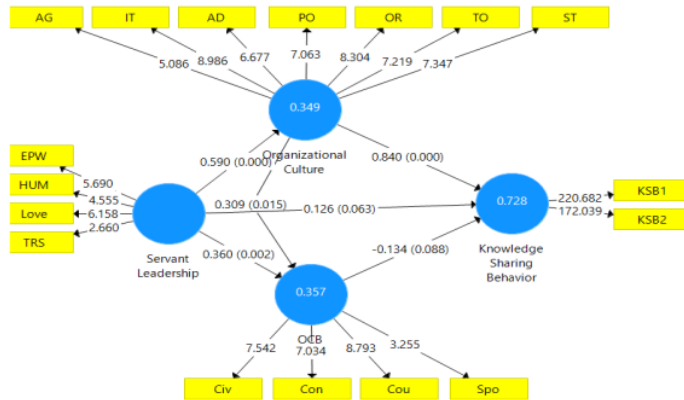 AG
IT
AD
PO
OR
TO
ST
5.086
8.986
6.677
7.063
8.304
7.219
7.347
0.349
Organizational
Culture
EPW
HUM
Love
TRS
5.690
4.555
6.158
2.660
0.590 (0.000)
0.840 (0.000)
0.309 (0.015)
0.126 (0.063)
0.360 (0.002)
-0.134 (0.088)
Servant
Leadership
0.728
Knowledge
Sharing
Behavior
220.682
172.039
KSB1
KSB2
0.357
OCB
7.542
7.034
8.793
3.255
Civ
Con
Cou
Spo